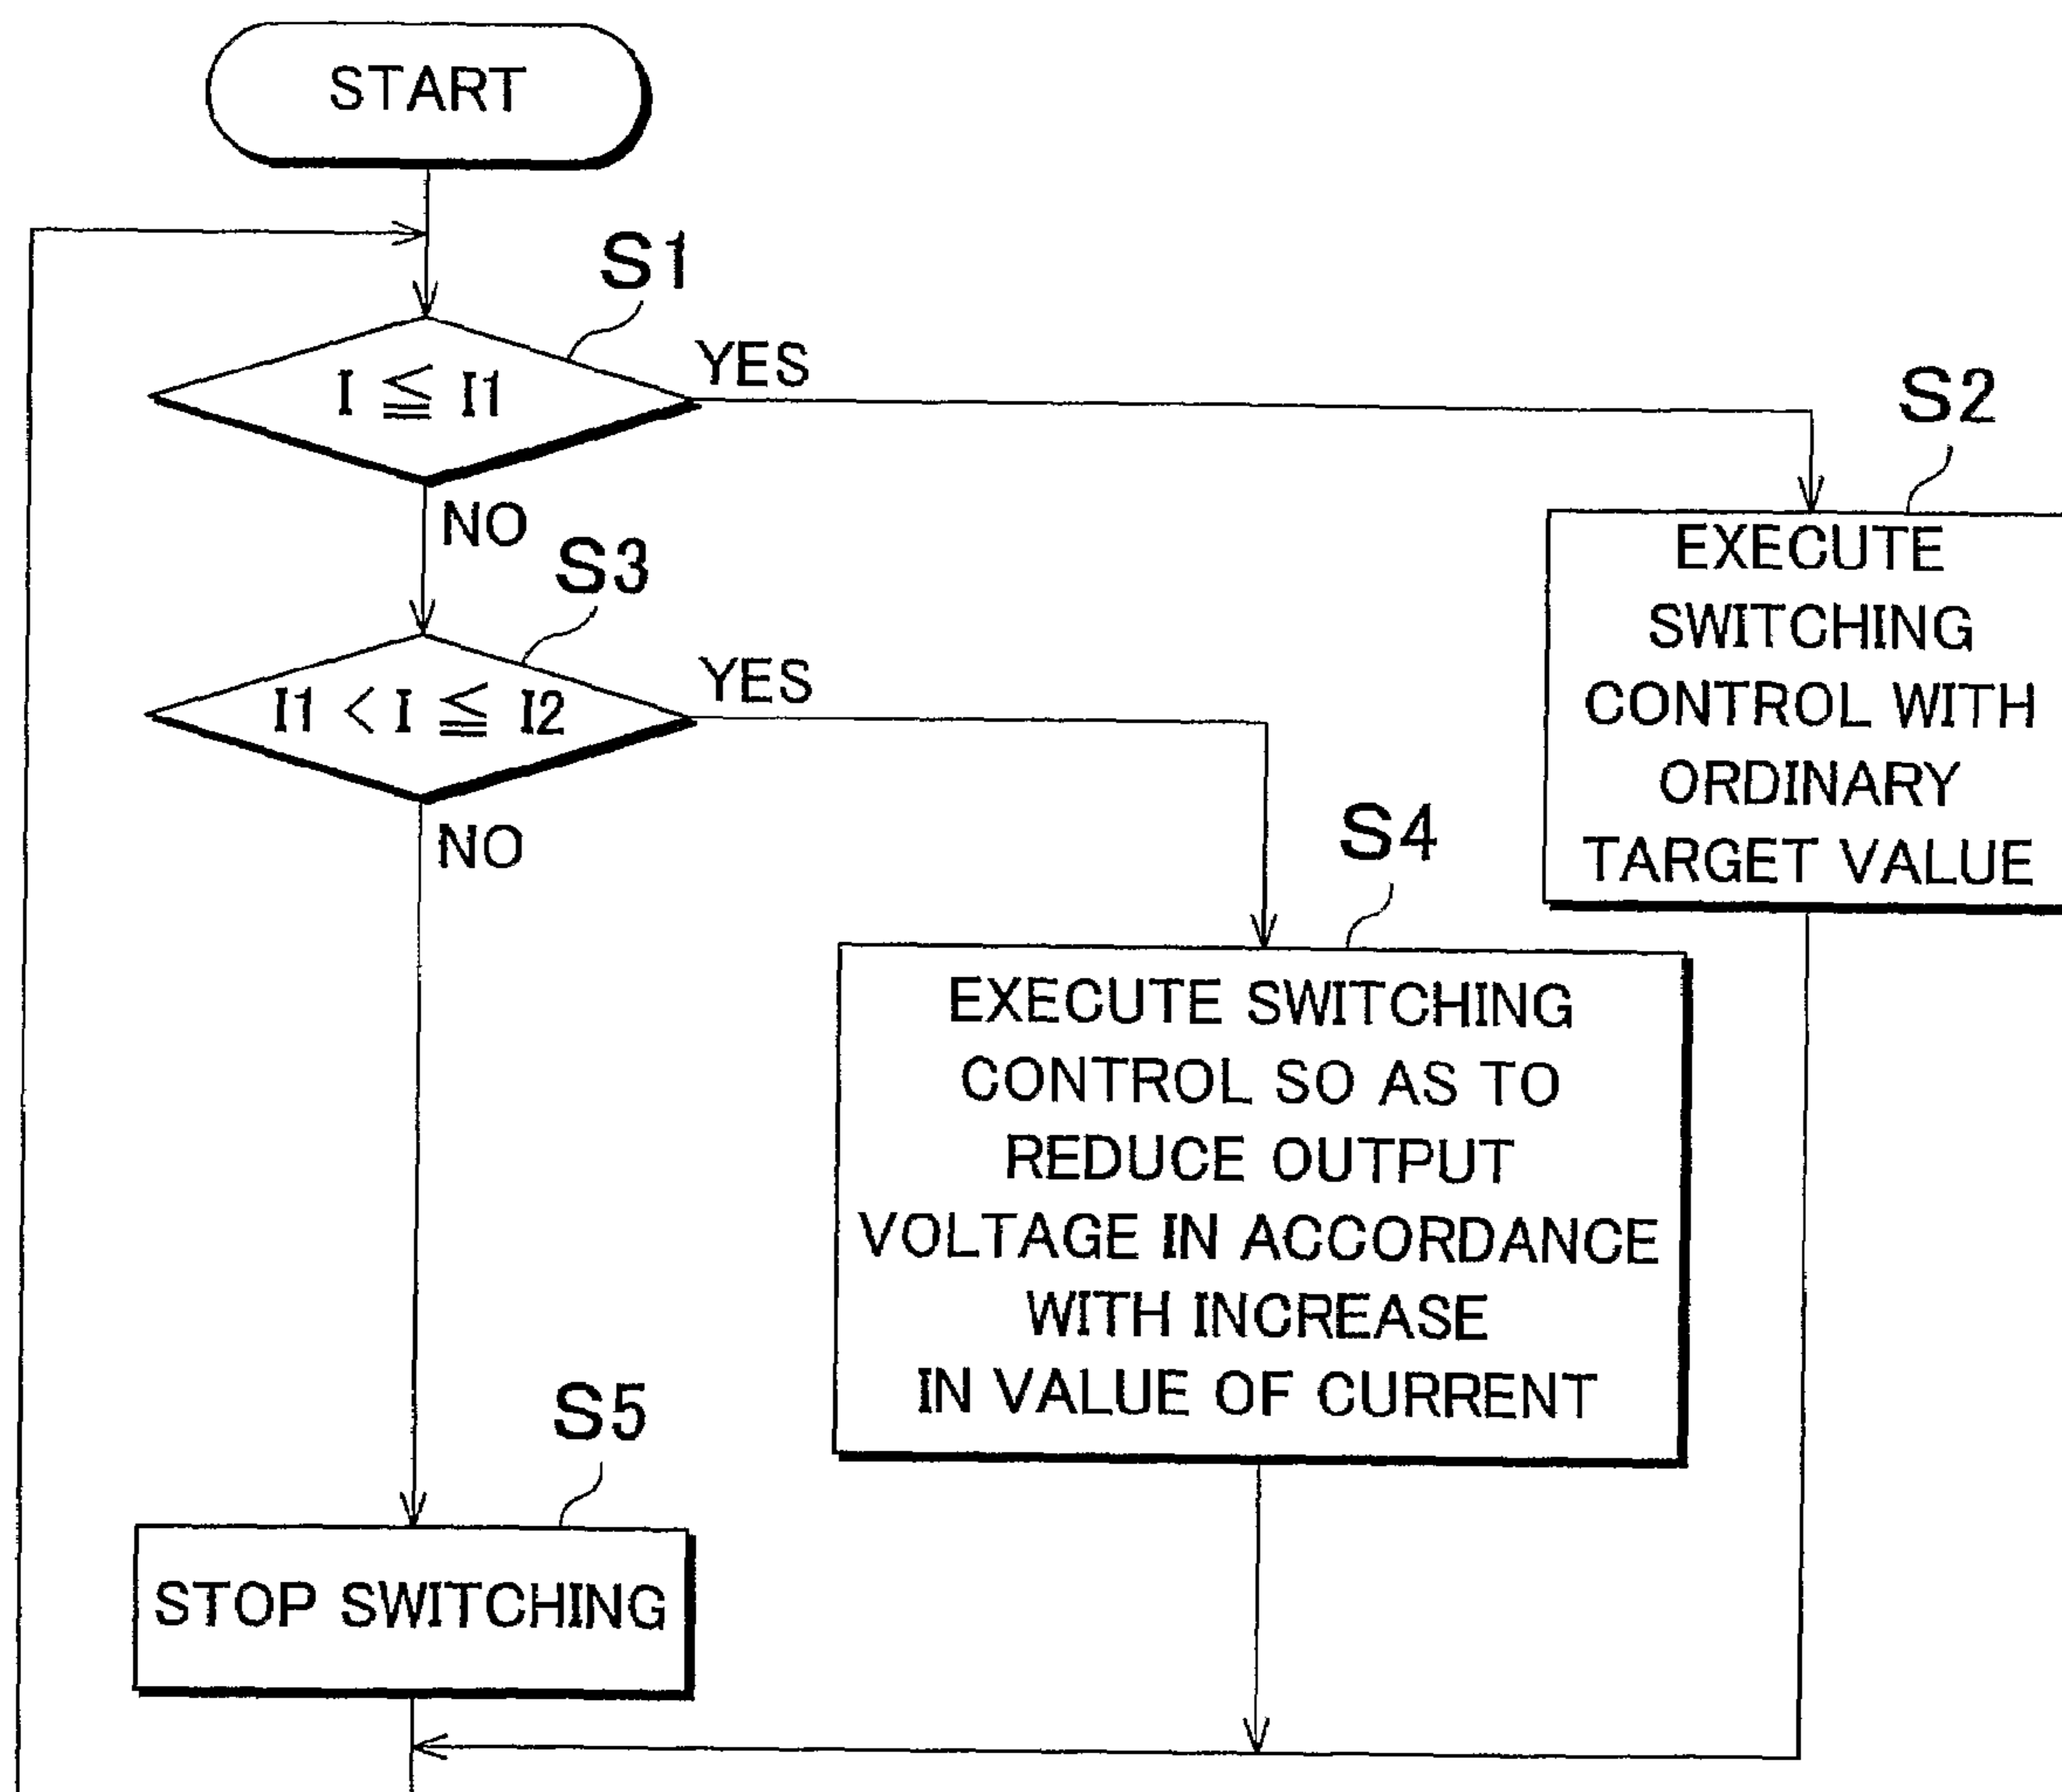 START
S1
I ≦ I1
YES
S2
NO
EXECUTE
SWITCHING
CONTROL WITH
ORDINARY
TARGET VALUE
S3
I1 < I ≦ I2
YES
NO
S4
EXECUTE SWITCHING
CONTROL SO AS TO
REDUCE OUTPUT
VOLTAGE IN ACCORDANCE
WITH INCREASE
IN VALUE OF CURRENT
S5
STOP SWITCHING